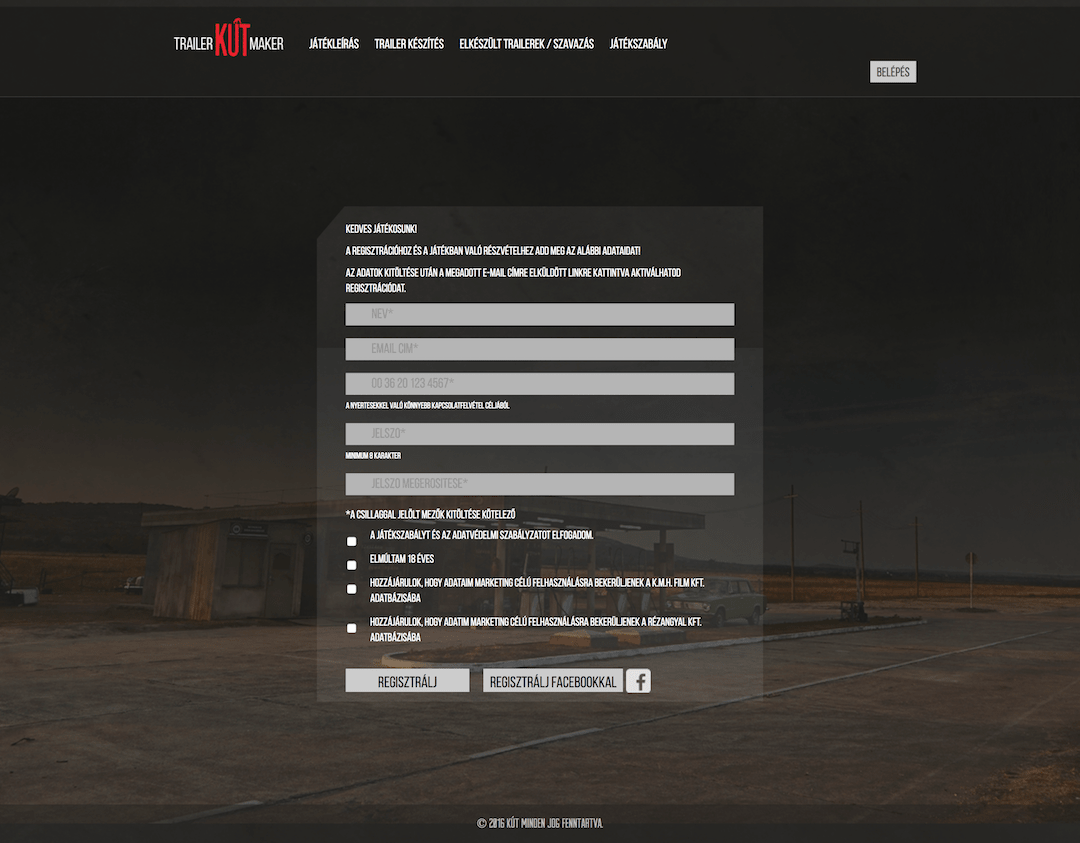 TRAILER KÚT MAKER
JÁTÉKLEÍRÁS
TRAILER KÉSZÍTÉS
ELKÉSZÜLT TRAILEREK / SZAVAZÁS
JÁTÉKSZABÁLY
BELÉPÉS
KEDVES JÁTÉKOSUNK!
A REGISZTRÁCIÓHOZ ÉS A JÁTÉKBAN VALÓ RÉSZVÉTELHEZ ADD MEG AZ ALÁBBI ADATAIDAT!
AZ ADATOK KITÖLTÉSE UTÁN A MEGADOTT E-MAIL CÍMRE ELKÜLDÖTT LINKRE KATTINTVA AKTIVÁLHATOD
REGISZTRÁCIÓDAT.
NÉV*
EMAIL CÍM*
00 36 20 123 4567*
A NYERTESEKKEL VALÓ KÖNNYEBB KAPCSOLATFELVÉTEL CÉLJÁBÓL
JELSZÓ*
MINIMUM 8 KARAKTER
JELSZÓ MEGERŐSÍTÉSE*
*A CSILLAGGAL JELÖLT MEZŐK KITÖLTÉSE KÖTELEZŐ
A JÁTÉKSZABÁLYT ÉS AZ ADATVÉDELMI SZABÁLYZATOT ELFOGADOM.
ELMÚLTAM 18 ÉVES
HOZZÁJÁRULOK, HOGY ADATAIM MARKETING CÉLÚ FELHASZNÁLÁSRA BEKERÜLJENEK A K.M.H. FILM KFT.
ADATBÁZISÁBA
HOZZÁJÁRULOK, HOGY ADATIM MARKETING CÉLÚ FELHASZNÁLÁSRA BEKERÜLJENEK A RÉZANGYAL KFT.
ADATBÁZISÁBA
REGISZTRÁLJ
REGISZTRÁLJ FACEBOOKKAL
© 2016 KÚT MINDEN JOG FENNTARTVA.